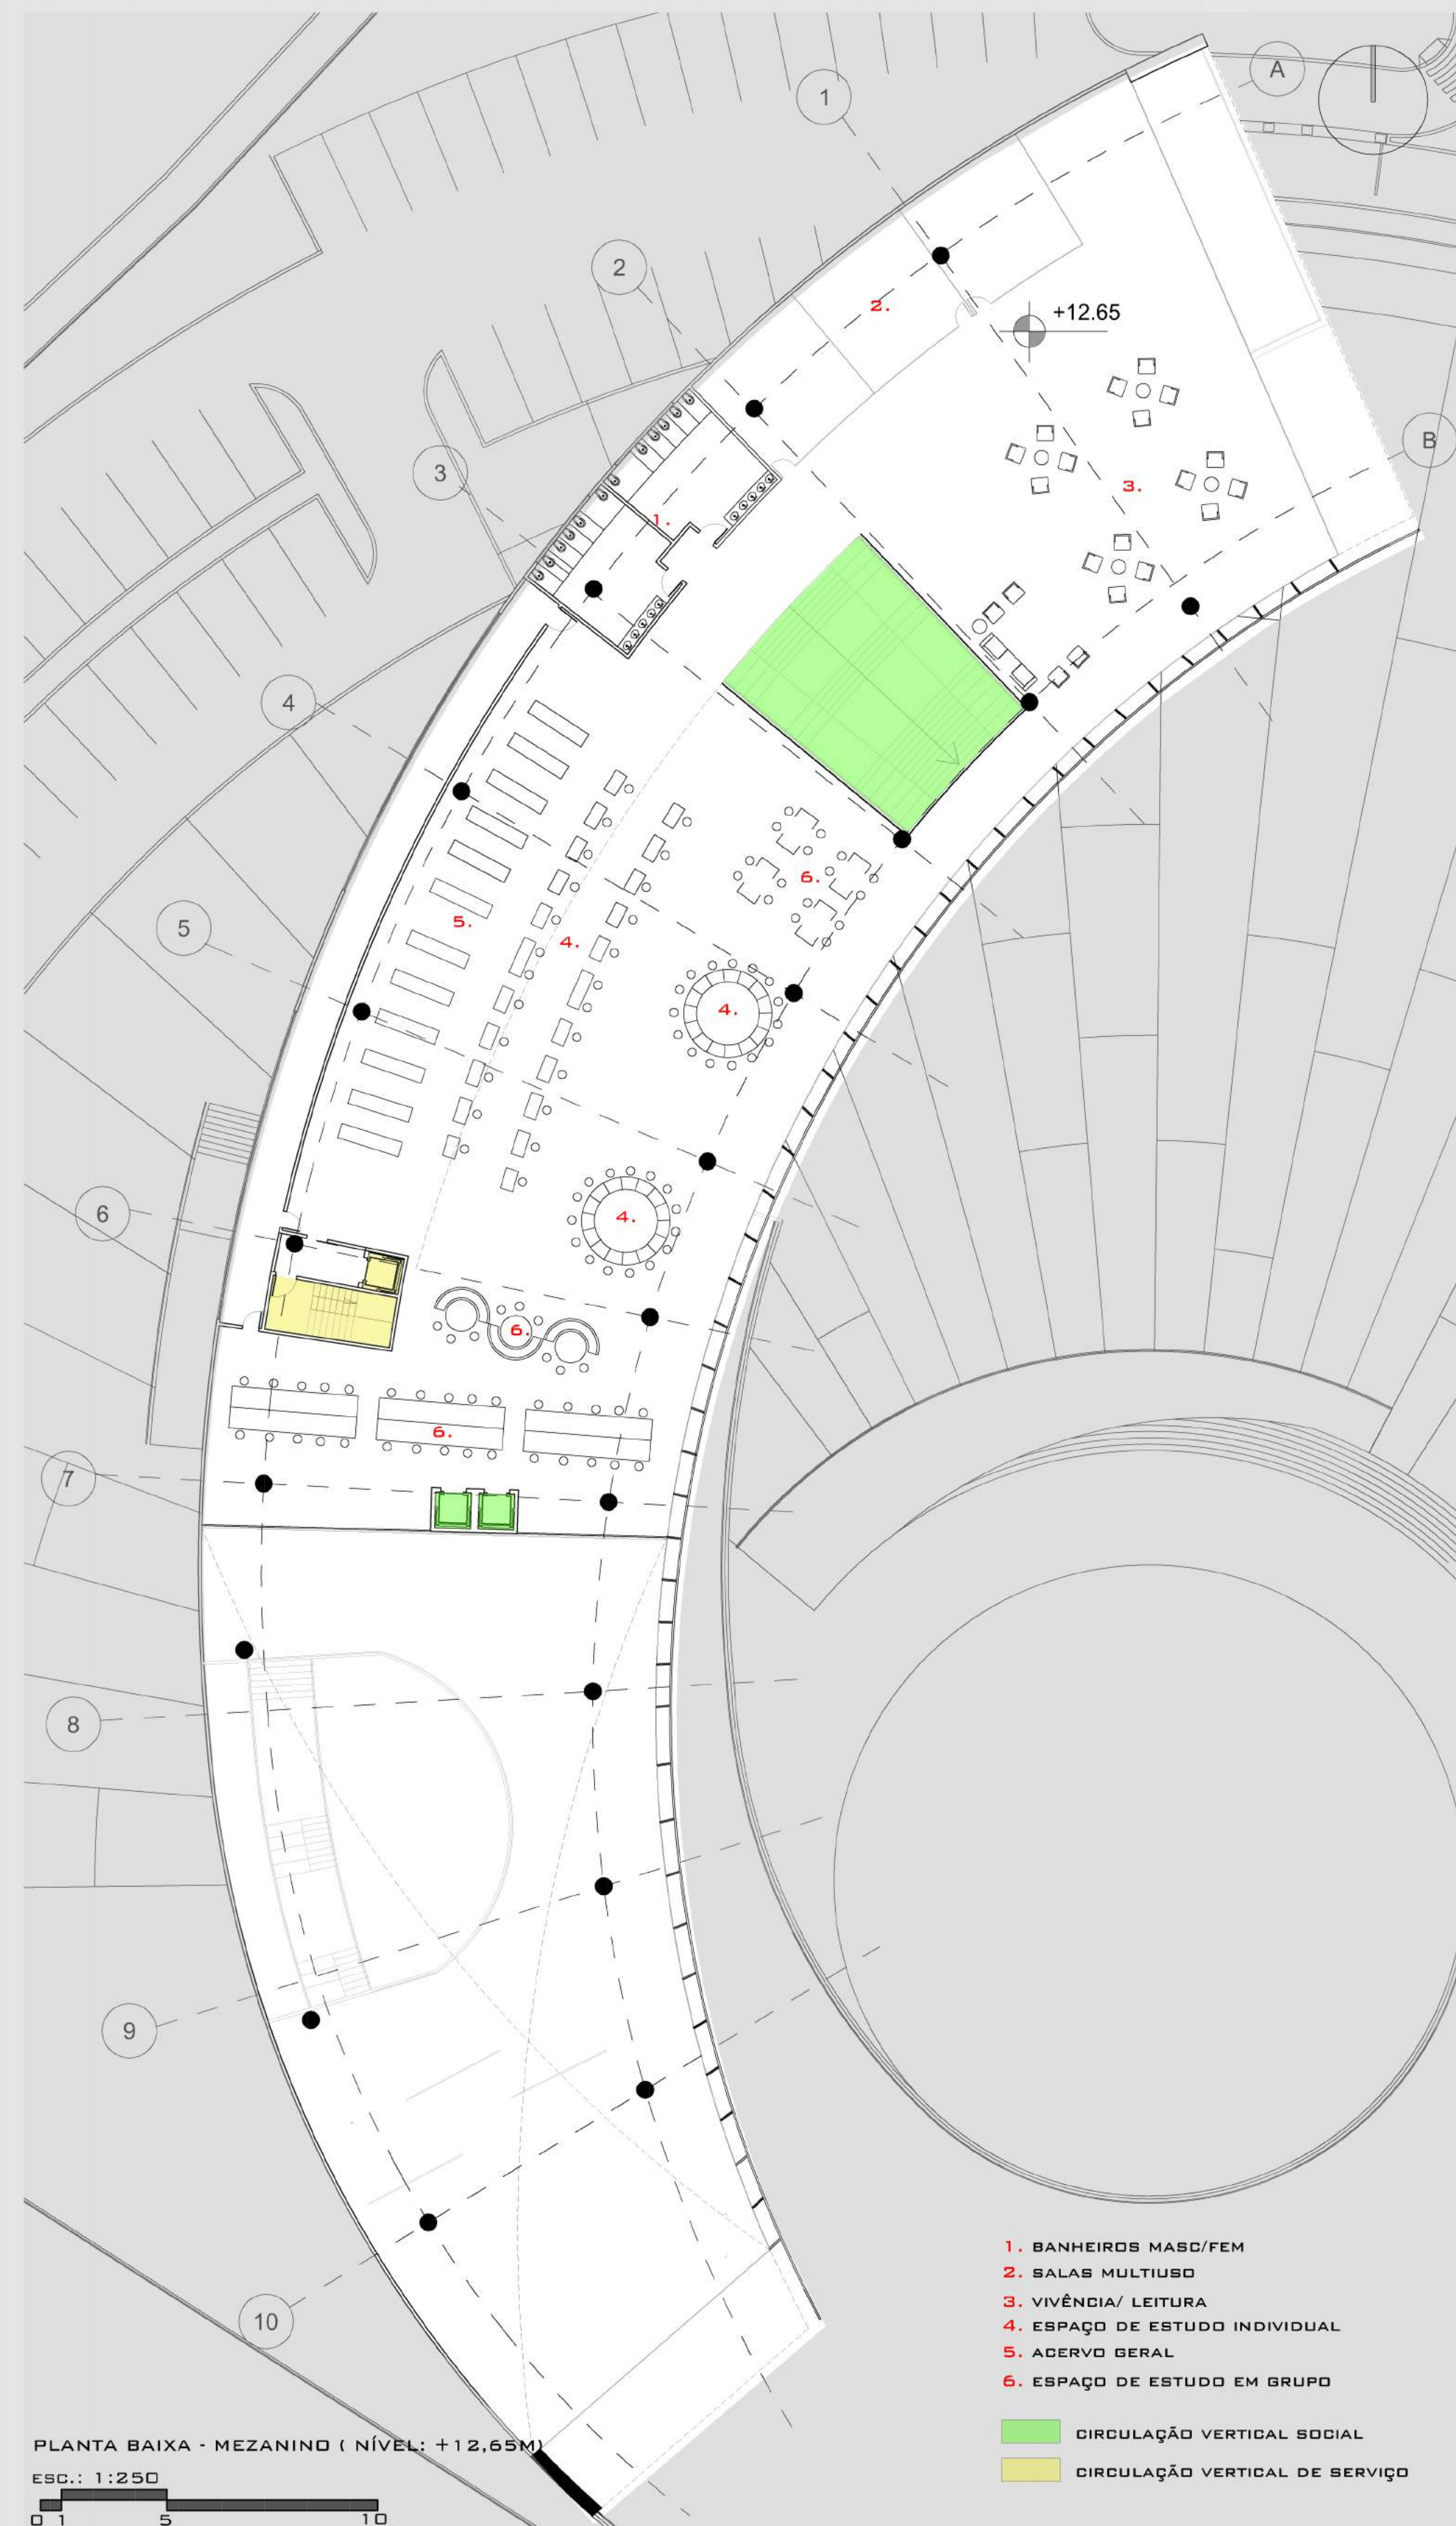 A
1
2
+12.65
2.
B
3
3.
1.
4
6.
5.
4.
5
4.
6
4.
6.
6.
7
8
9
10
1. BANHEIROS MASC/FEM
2. SALAS MULTIUSO
3. VIVÊNCIA/ LEITURA
4. ESPAÇO DE ESTUDO INDIVIDUAL
5. ACERVO GERAL
6. ESPAÇO DE ESTUDO EM GRUPO
CIRCULAÇÃO VERTICAL SOCIAL
CIRCULAÇÃO VERTICAL DE SERVIÇO
PLANTA BAIXA - MEZANINO ( NÍVEL: +12,65M)
ESC.: 1:250
0 1 5 10